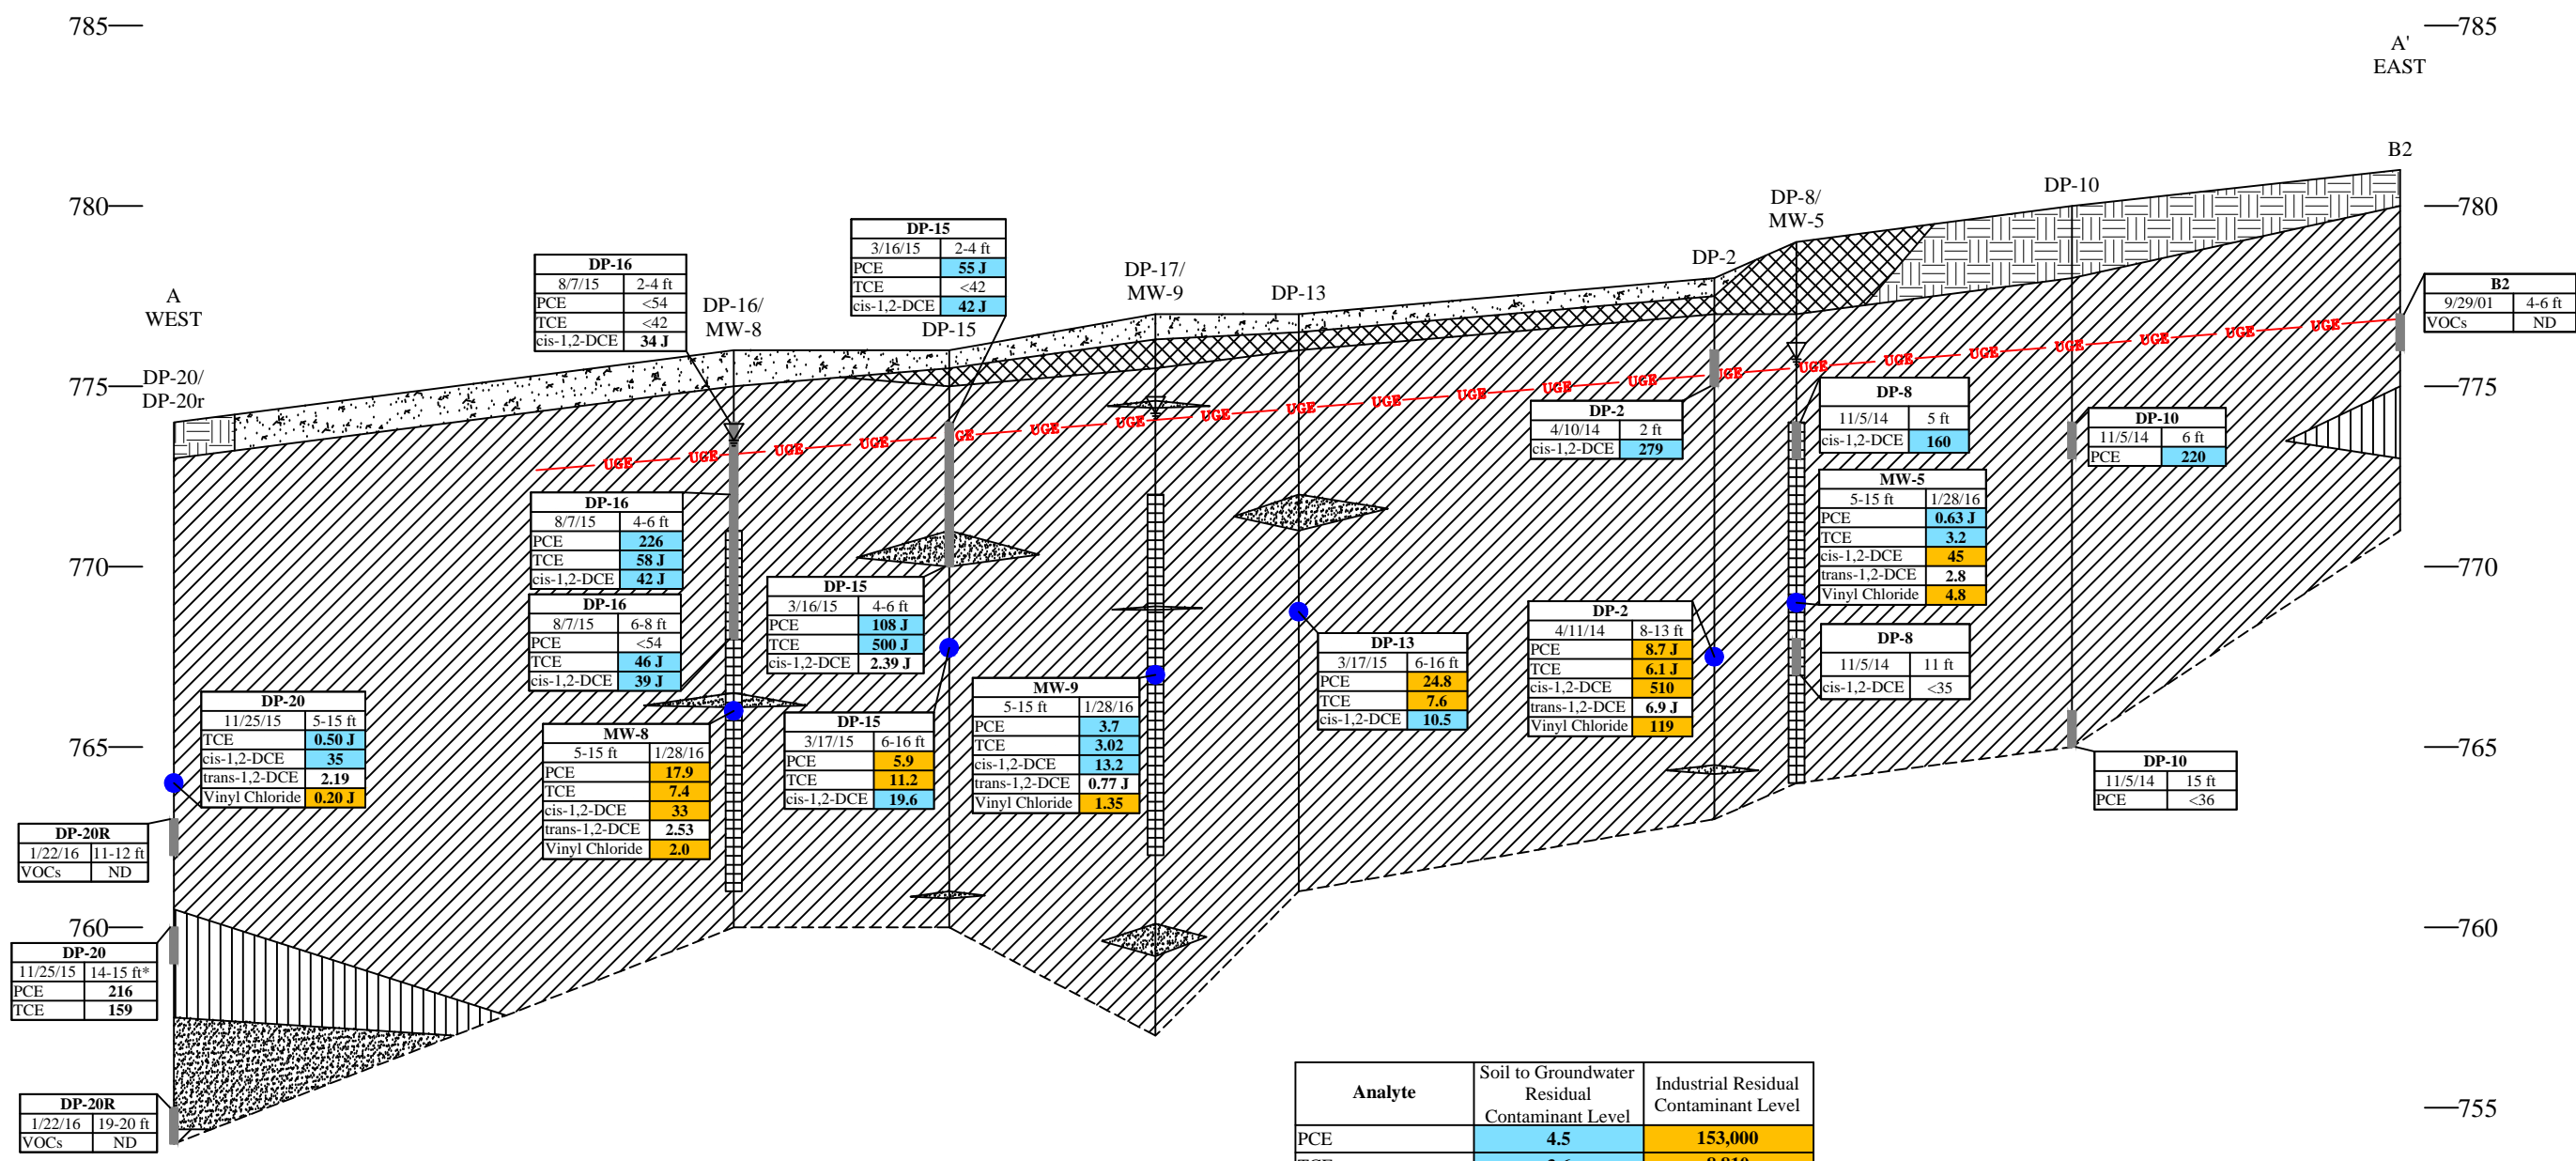 785 785
A'
EAST
B2
780 780
DP-10
DP-8/
MW-5
DP-2
DP-17/
MW-9
DP-13
DP-15
DP-16/
MW-8
A
WEST
DP-20/
DP-20r
775 775
770 770
765 765
760 760
755
DP-16
8/7/15 2-4 ft
PCE <54
TCE <42
cis-1,2-DCE 34 J
DP-15
3/16/15 2-4 ft
PCE 55 J
TCE <42
cis-1,2-DCE 42 J
B2
9/29/01 4-6 ft
VOCs ND
UGE UGE UGE UGE GE UGE UGE UGE UGE UGE UGE UGE UGE UGE UGE UGE UGE UGE UGE UGE UGE
DP-2
4/10/14 2 ft
cis-1,2-DCE 279
DP-8
11/5/14 5 ft
cis-1,2-DCE 160
DP-10
11/5/14 6 ft
PCE 220
MW-5
5-15 ft 1/28/16
PCE 0.63 J
TCE 3.2
cis-1,2-DCE 45
trans-1,2-DCE 2.8
Vinyl Chloride 4.8
DP-16
8/7/15 4-6 ft
PCE 226
TCE 58 J
cis-1,2-DCE 42 J
DP-16
8/7/15 6-8 ft
PCE <54
TCE 46 J
cis-1,2-DCE 39 J
DP-15
3/16/15 4-6 ft
PCE 108 J
TCE 500 J
cis-1,2-DCE 2.39 J
DP-2
4/11/14 8-13 ft
PCE 8.7 J
TCE 6.1 J
cis-1,2-DCE 510
trans-1,2-DCE 6.9 J
Vinyl Chloride 119
DP-8
11/5/14 11 ft
cis-1,2-DCE <35
DP-13
3/17/15 6-16 ft
PCE 24.8
TCE 7.6
cis-1,2-DCE 10.5
MW-9
5-15 ft 1/28/16
PCE 3.7
TCE 3.02
cis-1,2-DCE 13.2
trans-1,2-DCE 0.77 J
Vinyl Chloride 1.35
DP-20
11/25/15 5-15 ft
TCE 0.50 J
cis-1,2-DCE 35
trans-1,2-DCE 2.19
Vinyl Chloride 0.20 J
DP-15
3/17/15 6-16 ft
PCE 5.9
TCE 11.2
cis-1,2-DCE 19.6
MW-8
5-15 ft 1/28/16
PCE 17.9
TCE 7.4
cis-1,2-DCE 33
trans-1,2-DCE 2.53
Vinyl Chloride 2.0
DP-10
11/5/14 15 ft
PCE <36
DP-20R
1/22/16 11-12 ft
VOCs ND
DP-20
11/25/15 14-15 ft*
PCE 216
TCE 159
DP-20R
1/22/16 19-20 ft
VOCs ND
Analyte
Soil to Groundwater
Residual
Contaminant Level
Industrial Residual
Contaminant Level
PCE 4.5 153,000